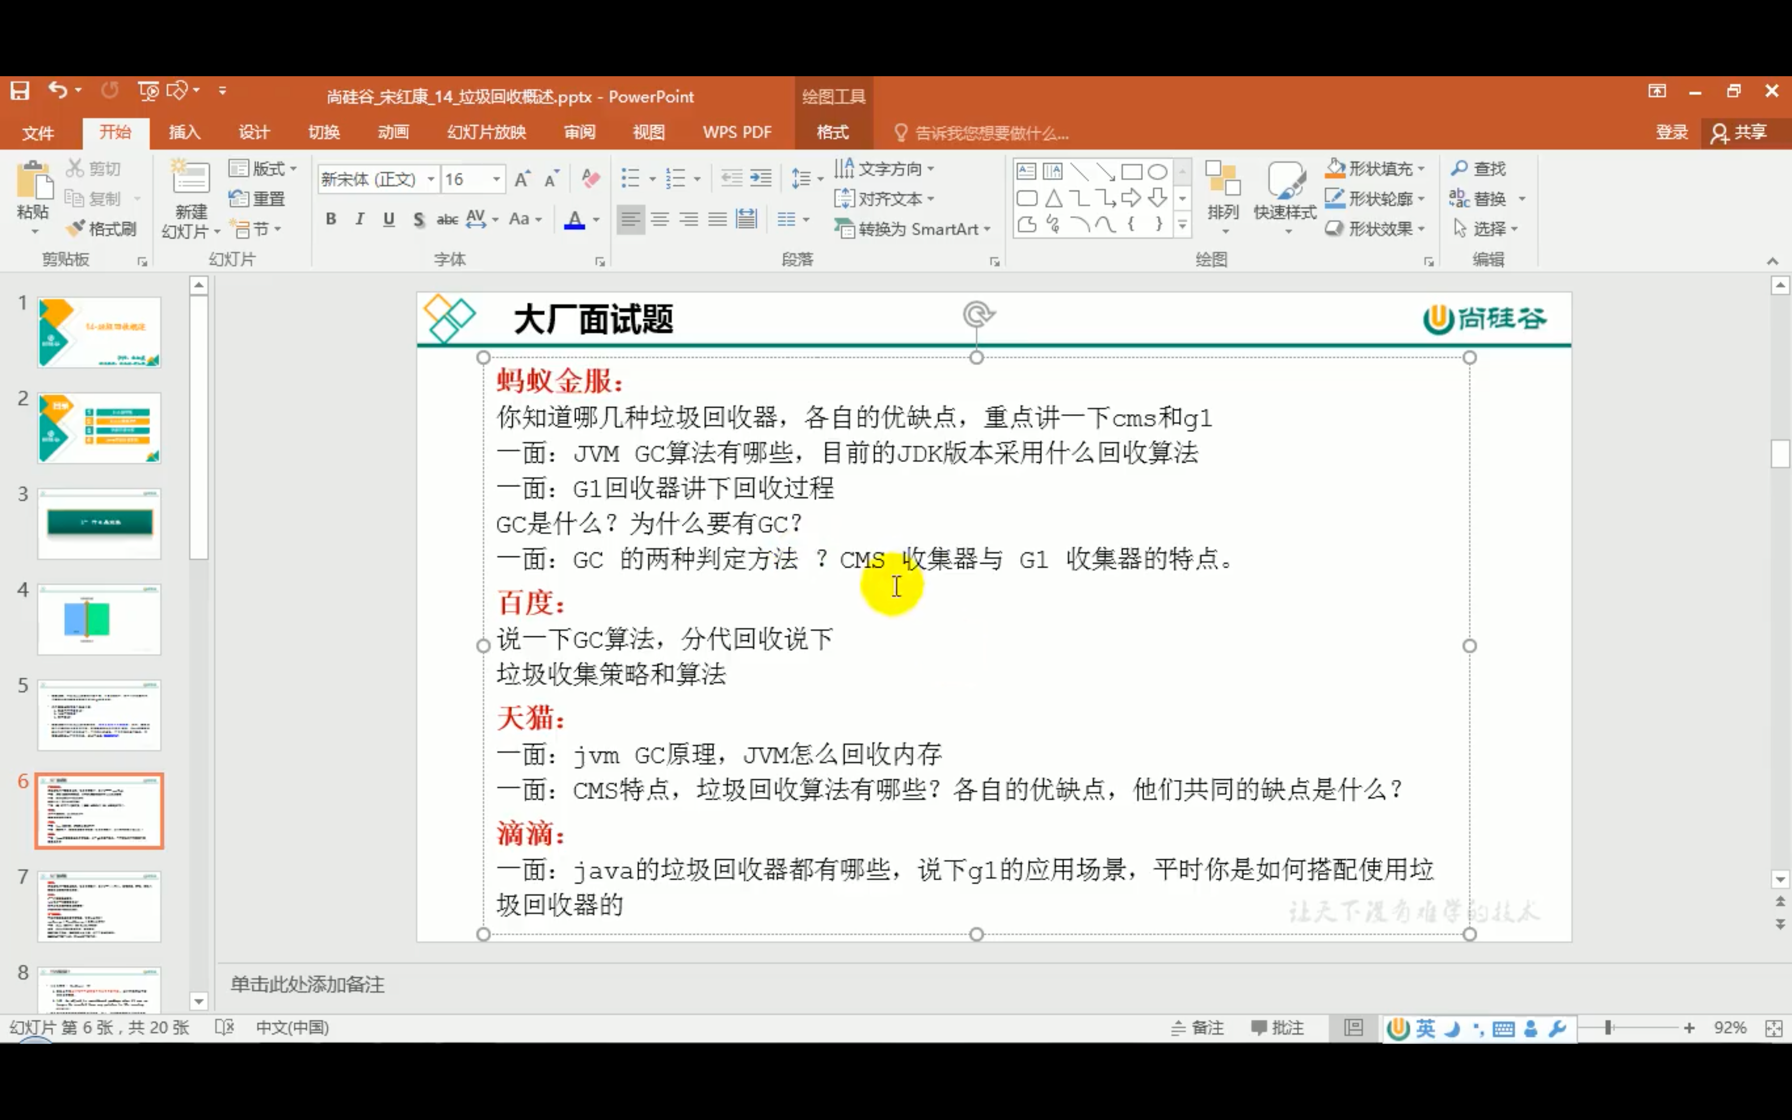 尚硅谷_宋红康_14_垃圾回收概述.pptx - PowerPoint
绘图工具
文件
开始
插入
设计
切换
动画
幻灯片放映
审阅
视图
WPS PDF
格式
告诉我您想要做什么...
登录
共享
粘贴
剪切
复制
格式刷
剪贴板
新建
幻灯片
版式
重置
节
幻灯片
新宋体 (正文)
16
B I U S abc AV Aa A
字体
文字方向
对齐文本
转换为 SmartArt
段落
排列
快速样式
形状填充
形状轮廓
形状效果
绘图
查找
替换
选择
编辑
1
2
3
4
5
6
7
8
大厂面试题
尚硅谷
蚂蚁金服：
你知道哪几种垃圾回收器，各自的优缺点，重点讲一下cms和g1
一面：JVM GC算法有哪些，目前的JDK版本采用什么回收算法
一面：G1回收器讲下回收过程
GC是什么？为什么要有GC？
一面：GC 的两种判定方法 ？CMS 收集器与 G1 收集器的特点。
百度：
说一下GC算法，分代回收说下
垃圾收集策略和算法
天猫：
一面：jvm GC原理，JVM怎么回收内存
一面：CMS特点，垃圾回收算法有哪些？各自的优缺点，他们共同的缺点是什么？
滴滴：
一面：java的垃圾回收器都有哪些，说下g1的应用场景，平时你是如何搭配使用垃
圾回收器的
让天下没有难学的技术
单击此处添加备注
幻灯片 第 6 张，共 20 张
中文(中国)
备注
批注
英
92%